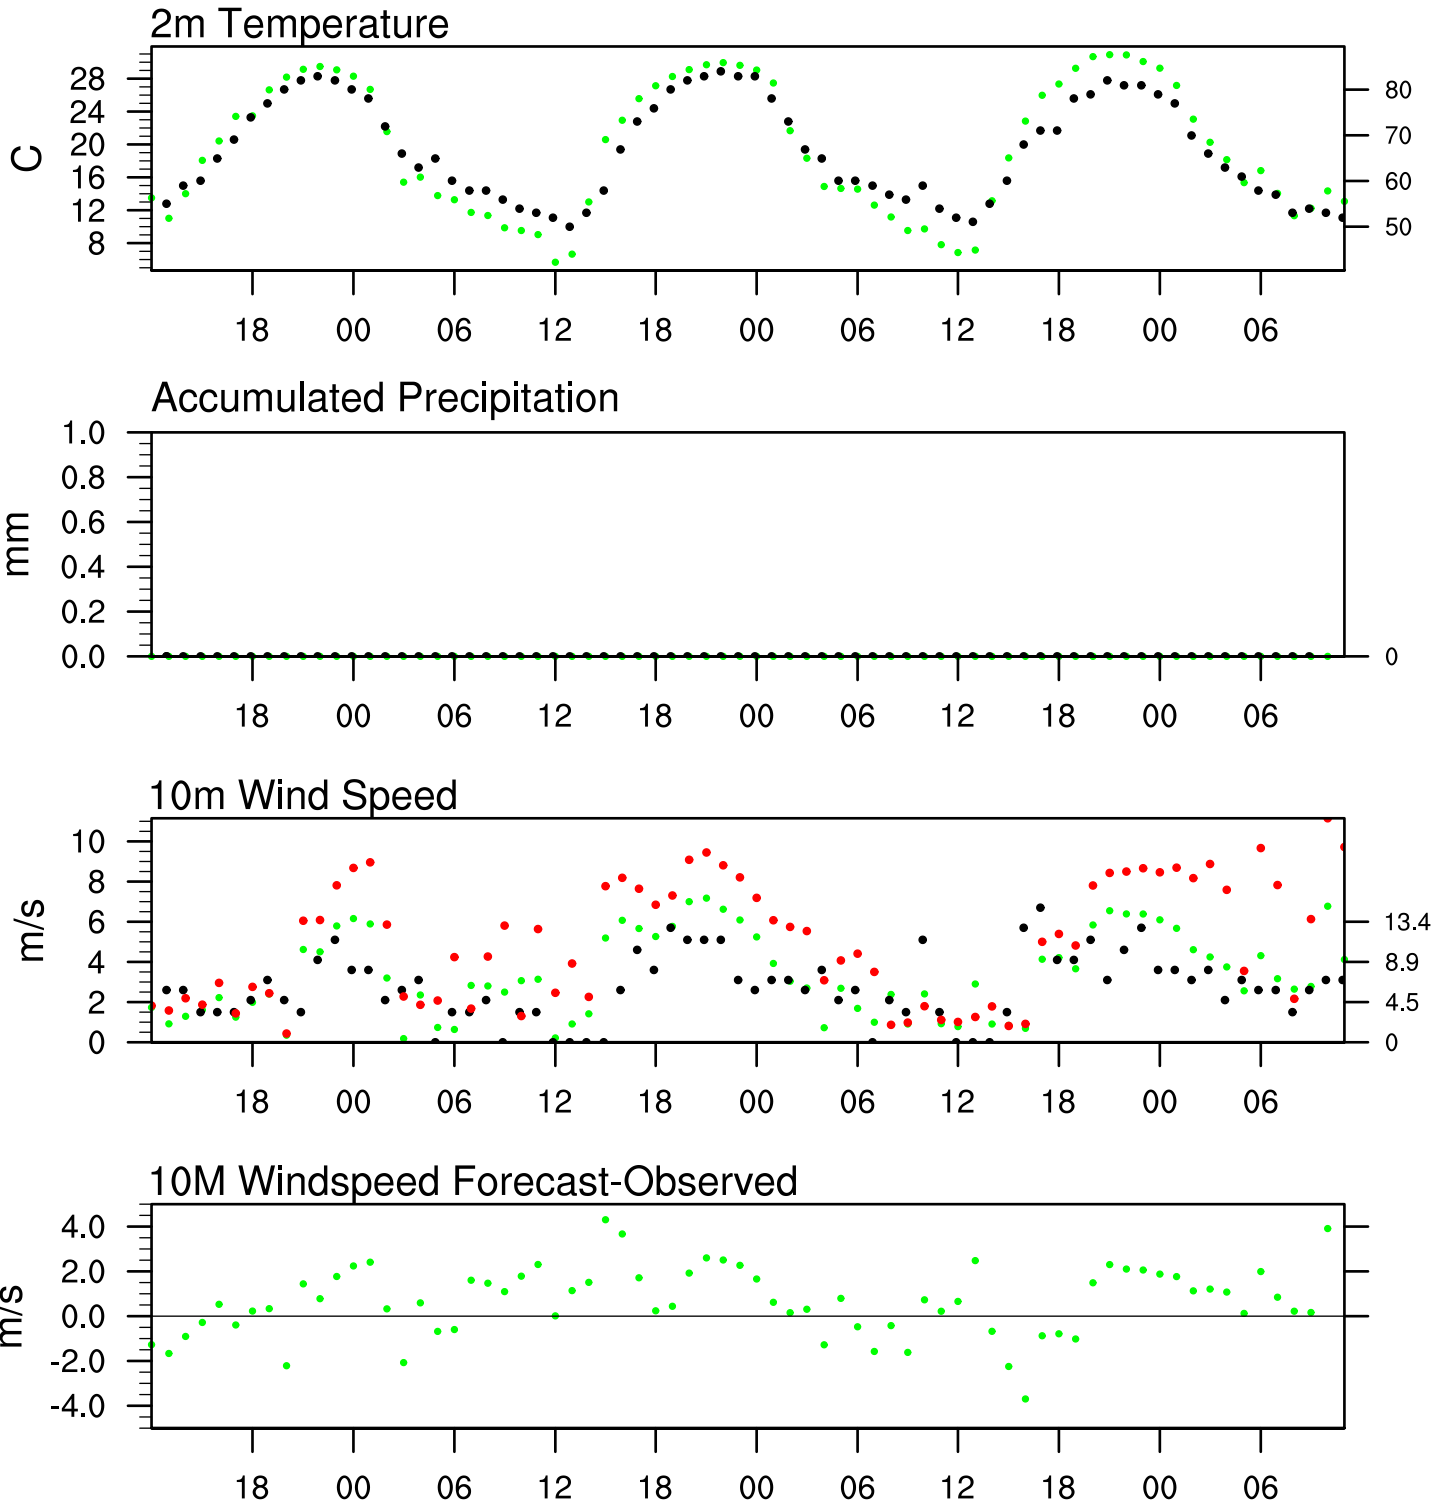 2m Temperature
C
28
24
20
16
12
8
80
70
60
50
18 00 06 12 18 00 06 12 18 00 06
Accumulated Precipitation
mm
1.0
0.8
0.6
0.4
0.2
0.0
0
18 00 06 12 18 00 06 12 18 00 06
10m Wind Speed
m/s
10
8
6
4
2
0
13.4
8.9
4.5
0
18 00 06 12 18 00 06 12 18 00 06
10M Windspeed Forecast-Observed
m/s
4.0
2.0
0.0
-2.0
-4.0
18 00 06 12 18 00 06 12 18 00 06